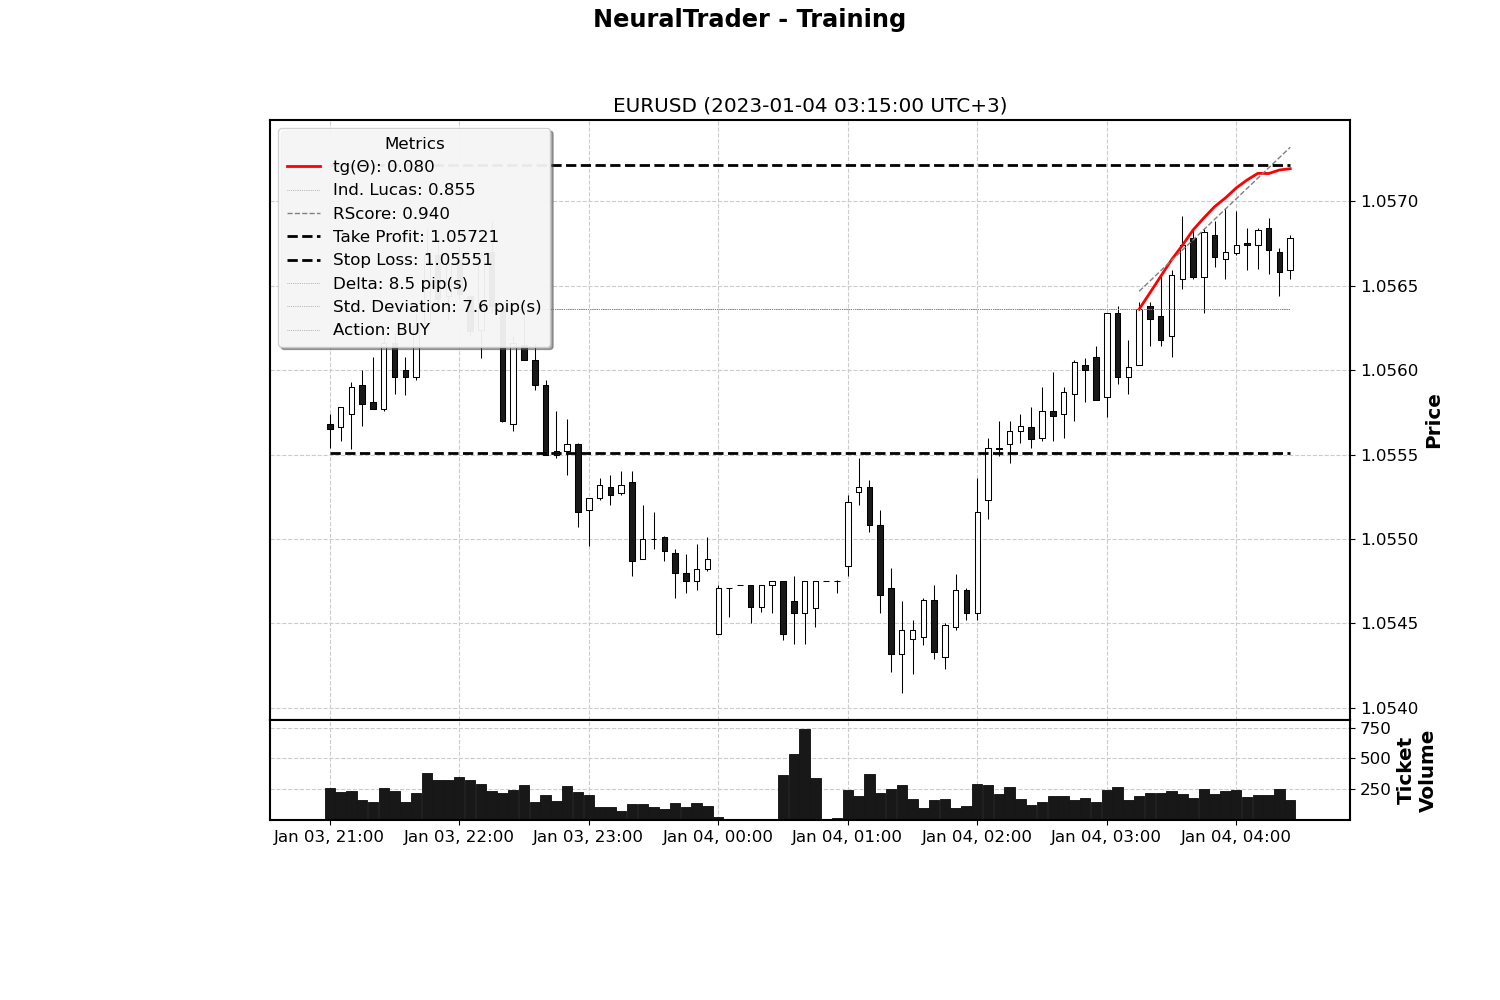 NeuralTrader - Training
EURUSD (2023-01-04 03:15:00 UTC+3)
Metrics
tg(Θ): 0.080
Ind. Lucas: 0.855
RScore: 0.940
Take Profit: 1.05721
Stop Loss: 1.05551
Delta: 8.5 pip(s)
Std. Deviation: 7.6 pip(s)
Action: BUY
1.0570
1.0565
1.0560
1.0555
1.0550
1.0545
1.0540
Price
750
500
250
Ticket
Volume
Jan 03, 21:00 Jan 03, 22:00 Jan 03, 23:00 Jan 04, 00:00 Jan 04, 01:00 Jan 04, 02:00 Jan 04, 03:00 Jan 04, 04:00